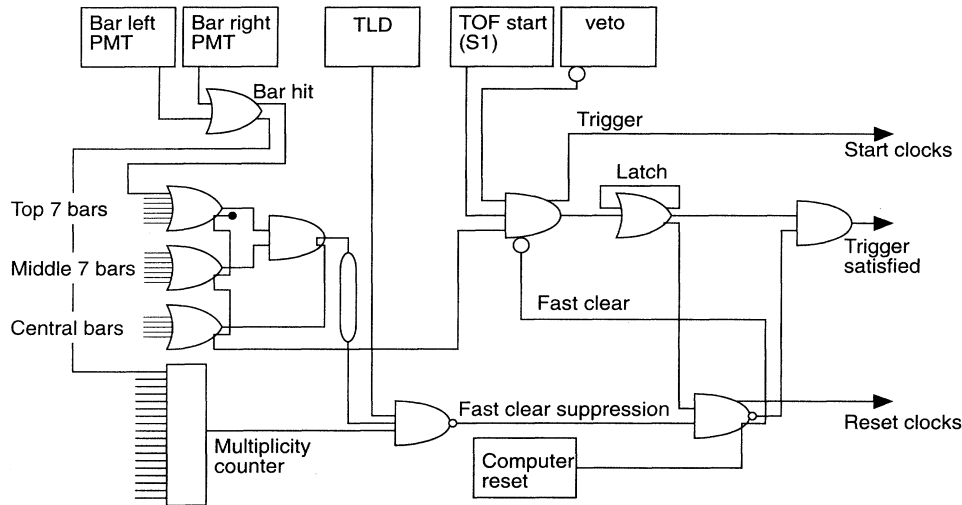 Bar left
PMT
Bar right
PMT
TLD
TOF start
(S1)
veto
Bar hit
Trigger
Start clocks
Latch
Top 7 bars
Trigger
satisfied
Middle 7 bars
Fast clear
Central bars
Fast clear suppression
Reset clocks
Multiplicity
counter
Computer
reset